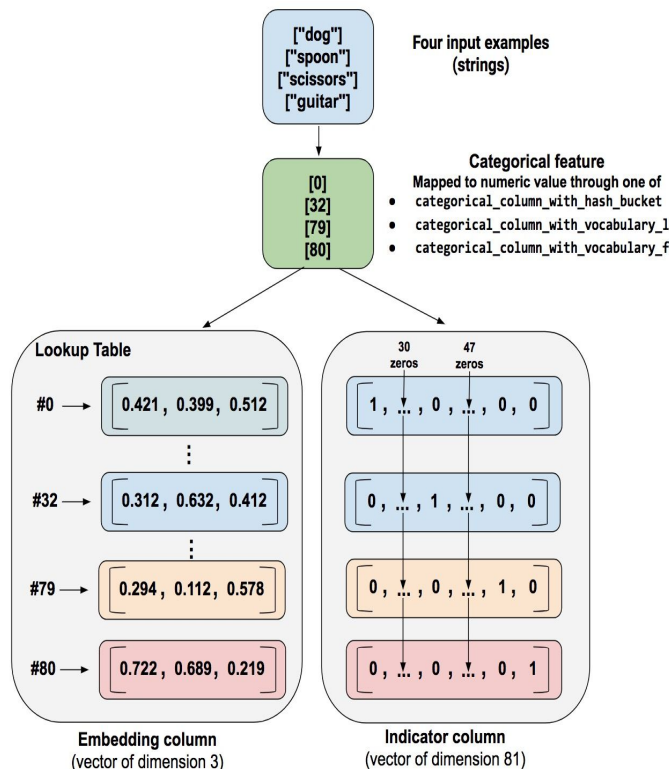 ["dog"]
["spoon"]
["scissors"]
["guitar"]
Four input examples
(strings)
[0]
[32]
[79]
[80]
Categorical feature
Mapped to numeric value through one of
• categorical_column_with_hash_bucket
• categorical_column_with_vocabulary_l
• categorical_column_with_vocabulary_f
Lookup Table
#0
0.421 , 0.399 , 0.512
⋮
#32
0.312 , 0.632 , 0.412
⋮
#79
0.294 , 0.112 , 0.578
#80
0.722 , 0.689 , 0.219
Embedding column
(vector of dimension 3)
30
zeros
47
zeros
1 , ... , 0 , ... , 0 , 0
0 , ... , 1 , ... , 0 , 0
0 , ... , 0 , ... , 1 , 0
0 , ... , 0 , ... , 0 , 1
Indicator column
(vector of dimension 81)